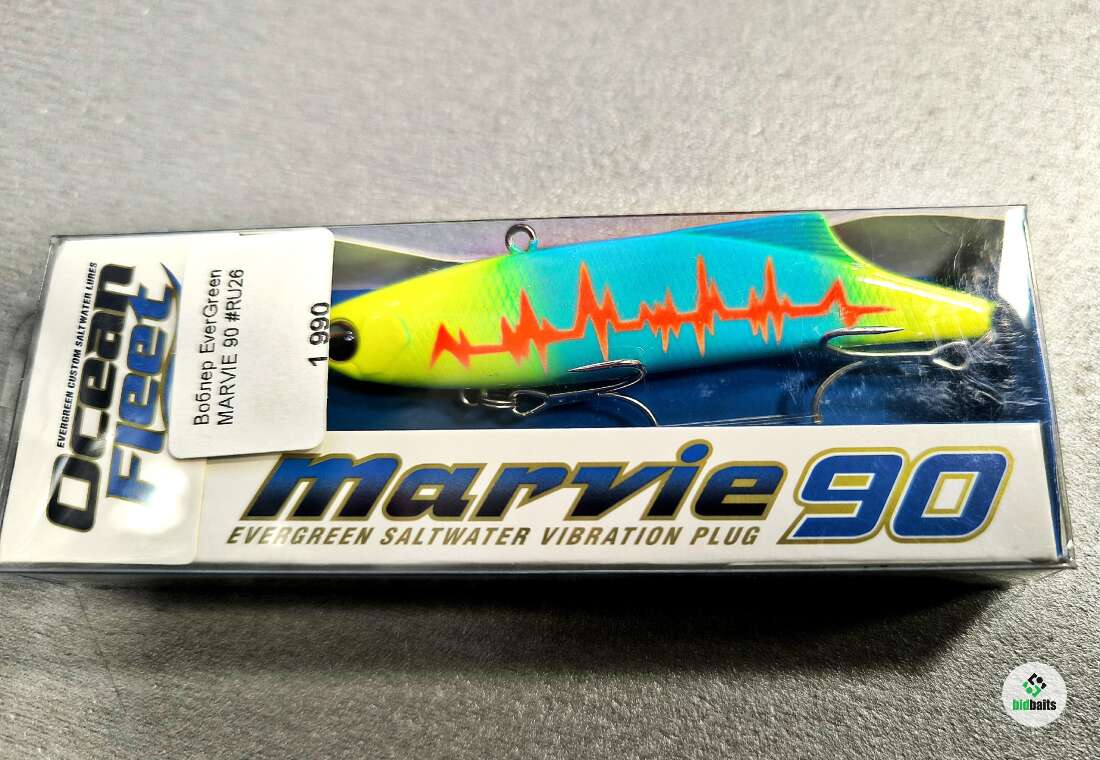 EVERGREEN CUSTOM SALTWATER LURES
Ocean
Fleet
Воблер EverGreen
MARVIE 90 #RU26
1 990
marvie 90
EVERGREEN SALTWATER VIBRATION PLUG
bidbaits